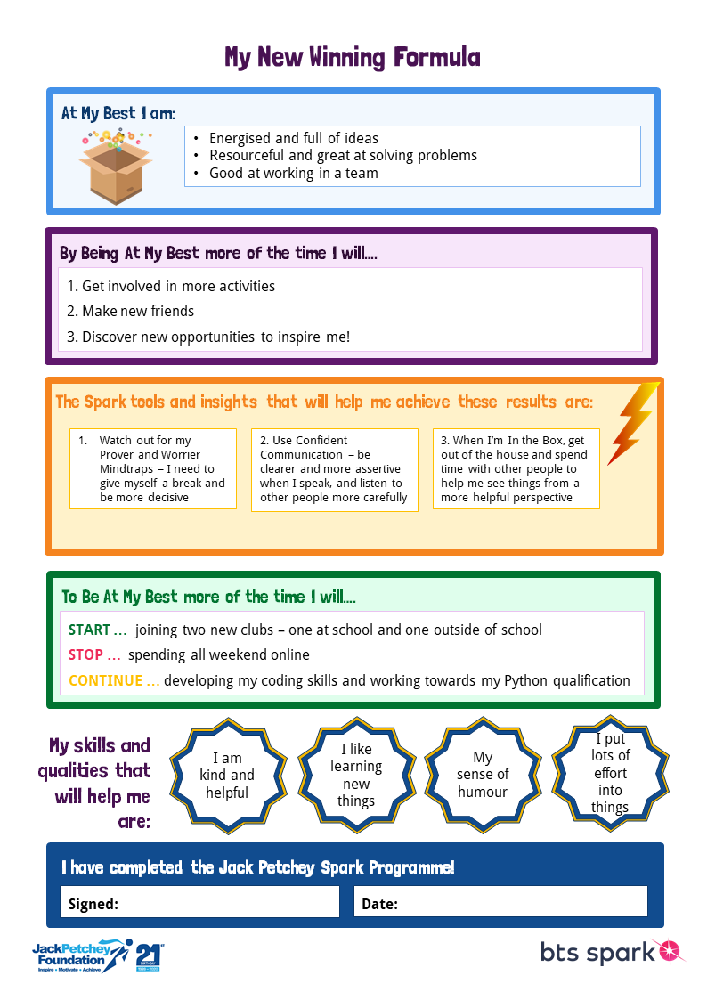 My New Winning Formula
At My Best I am:
• Energised and full of ideas
• Resourceful and great at solving problems
• Good at working in a team
By Being At My Best more of the time I will....
1. Get involved in more activities
2. Make new friends
3. Discover new opportunities to inspire me!
The Spark tools and insights that will help me achieve these results are:
1. Watch out for my
Prover and Worrier
Mindtraps – I need to
give myself a break and
be more decisive
2. Use Confident
Communication – be
clearer and more assertive
when I speak, and listen to
other people more carefully
3. When I’m In the Box, get
out of the house and spend
time with other people to
help me see things from a
more helpful perspective
To Be At My Best more of the time I will....
START … joining two new clubs – one at school and one outside of school
STOP … spending all weekend online
CONTINUE … developing my coding skills and working towards my Python qualification
My skills and
qualities that
will help me
are:
I am
kind and
helpful
I like
learning
new
things
My
sense of
humour
I put
lots of
effort
into
things
I have completed the Jack Petchey Spark Programme!
Signed:
Date:
JackPetchey
Foundation
Inspire • Motivate • Achieve
21st
BIRTHDAY
bts spark